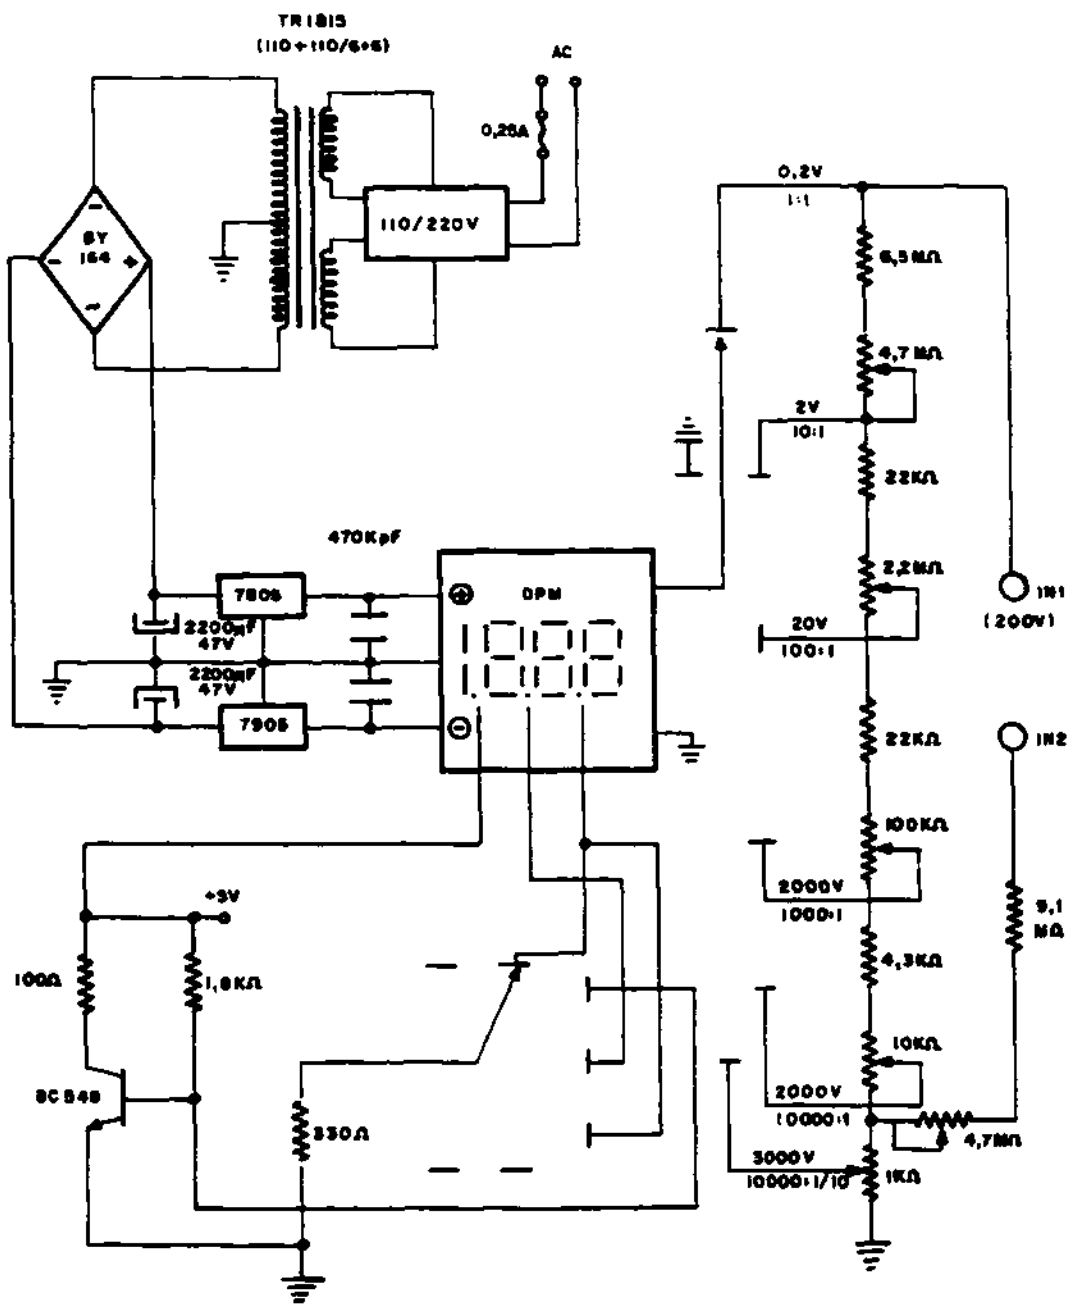 TR1815
(110+110/6+6)
AC
0,25A
110/220V
BY
164
0,2V
1:1
6,5MΩ
4,7MΩ
2V
10:1
22KΩ
2,2MΩ
IN1
(200V)
20V
100:1
470KpF
7805
DPM
2200µF
47V
2200µF
47V
7905
22KΩ
IN2
100KΩ
2000V
1000:1
+5V
100Ω
1,8KΩ
4,3KΩ
9,1
MΩ
10KΩ
BC548
2000V
10000:1
330Ω
4,7MΩ
3000V
10000:1/10
1KΩ